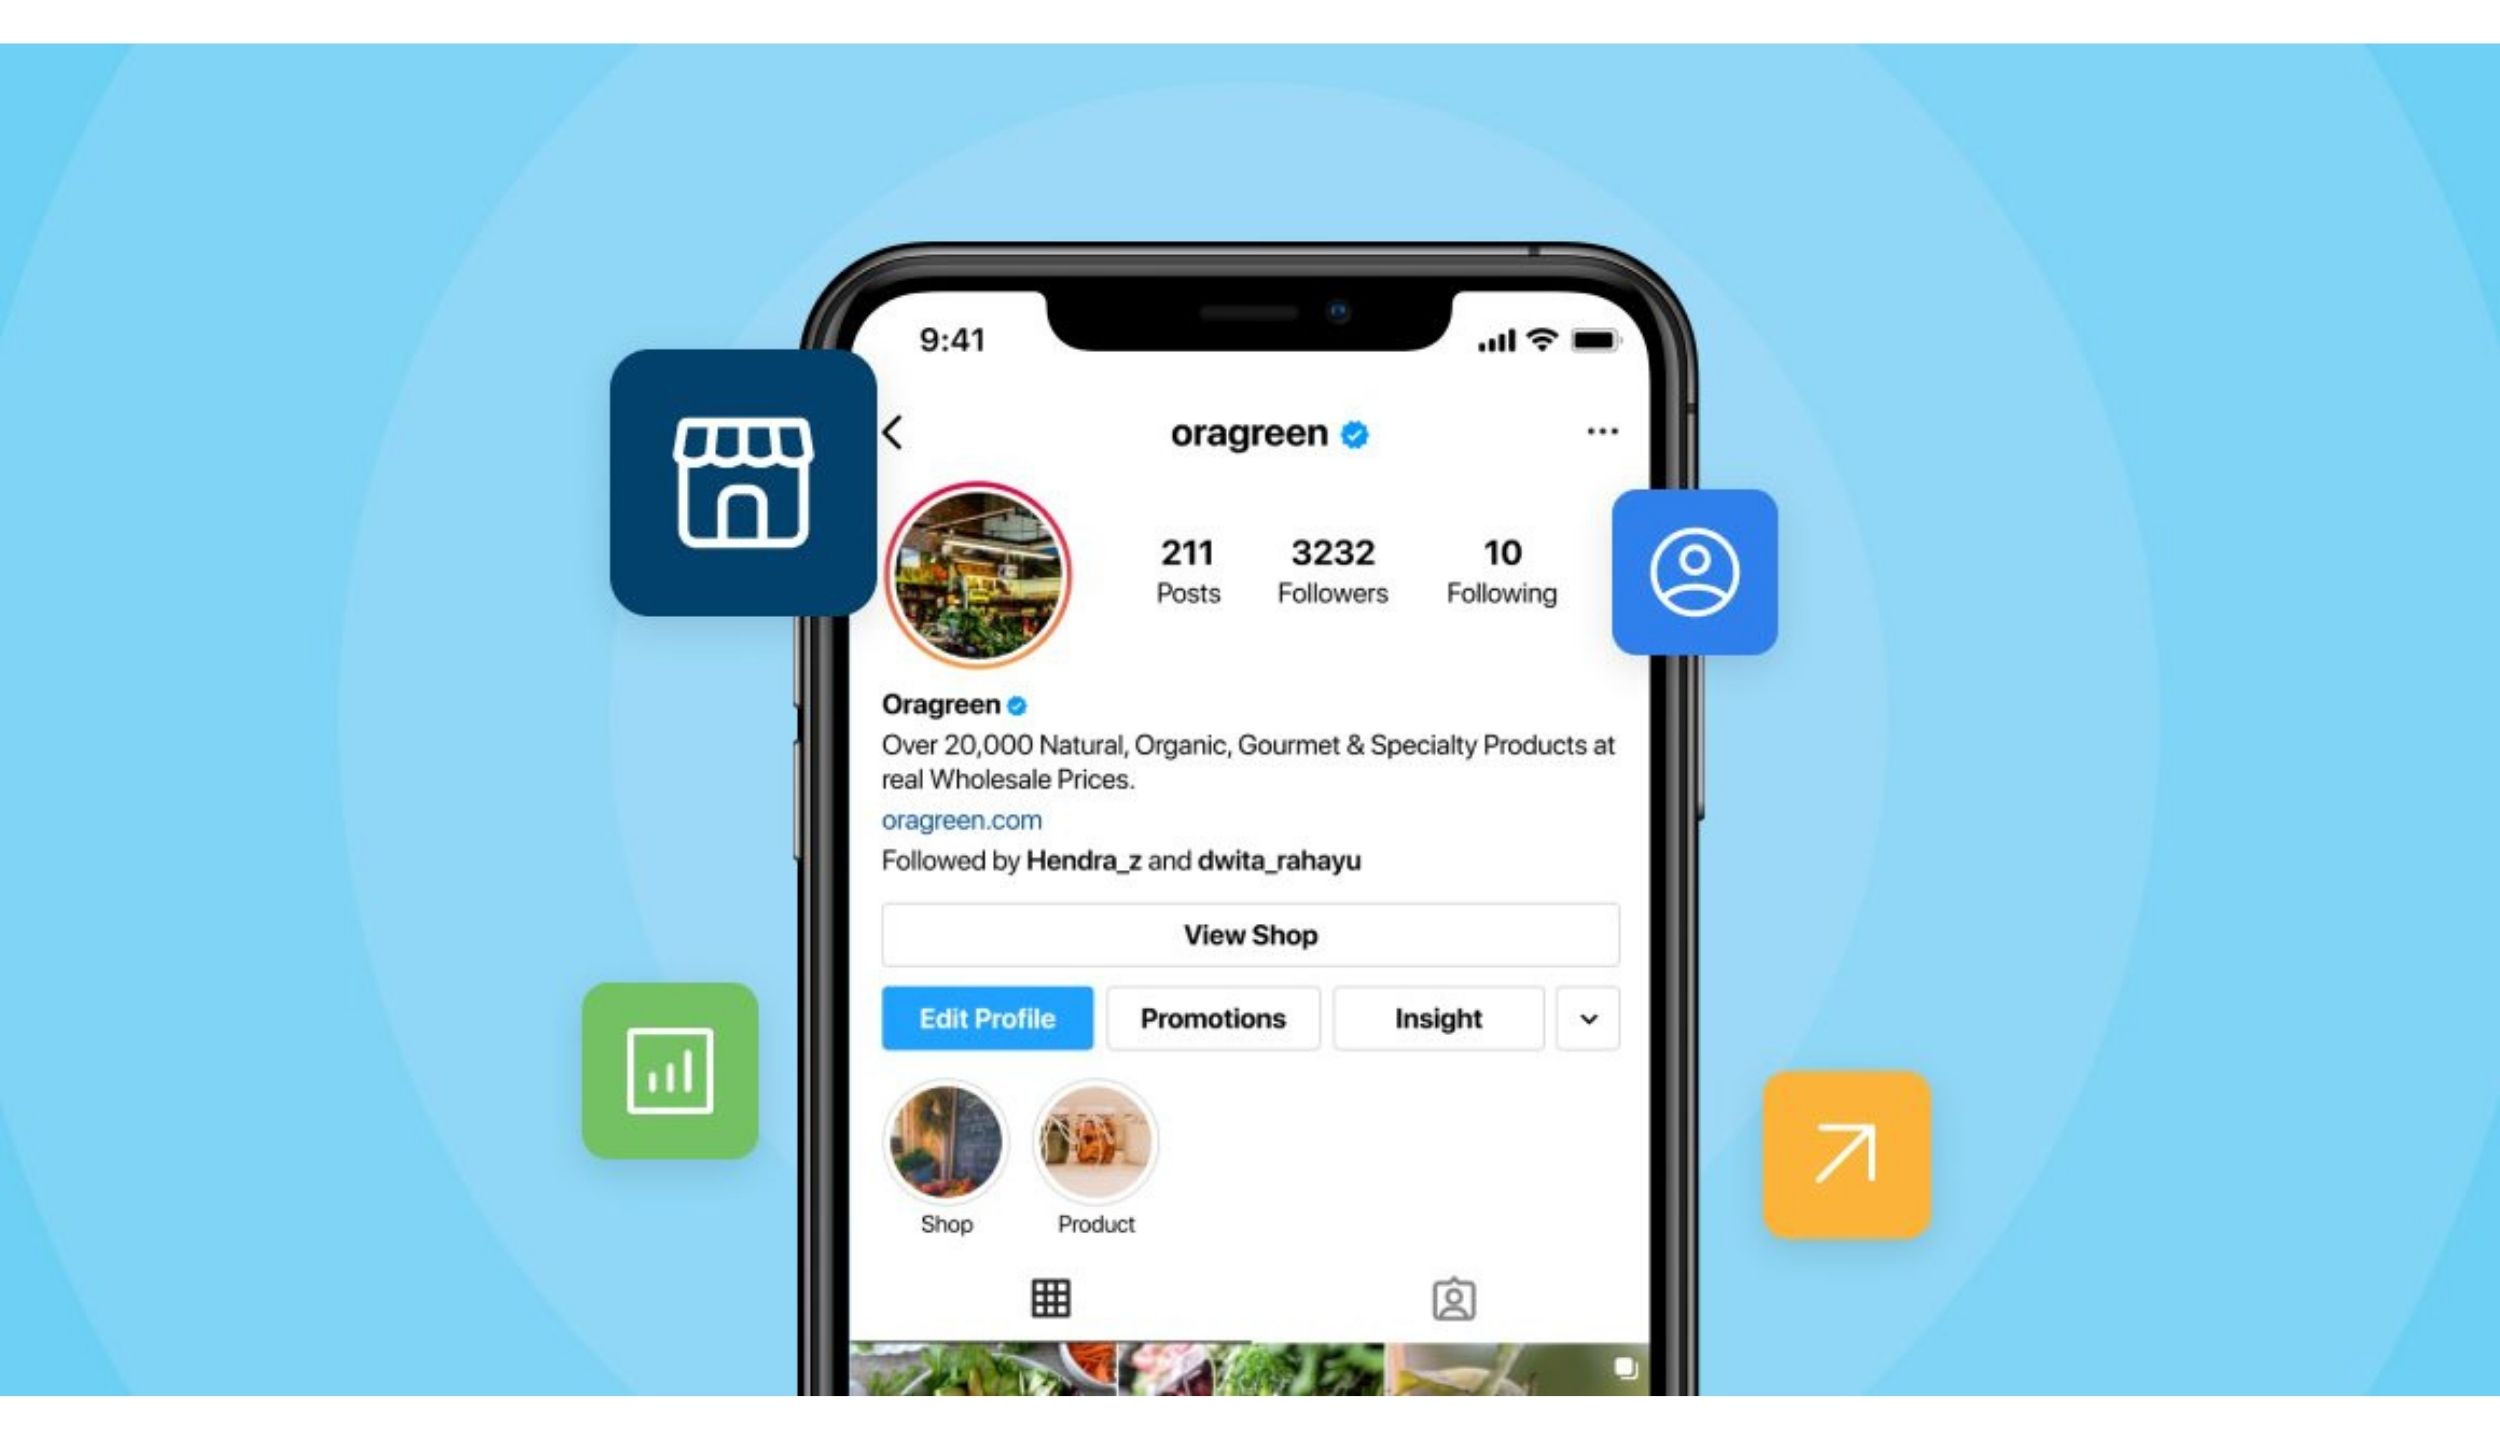 9:41
oragreen
211 3232 10
Posts Followers Following
Oragreen
Over 20,000 Natural, Organic, Gourmet & Specialty Products at
real Wholesale Prices.
oragreen.com
Followed by Hendra_z and dwita_rahayu
View Shop
Edit Profile Promotions Insight
Shop Product